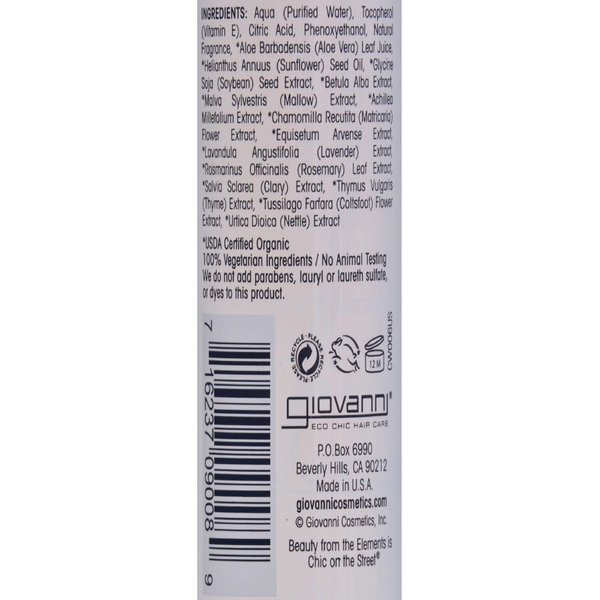 INGREDIENTS: Aqua (Purified Water), Tocopherol
(Vitamin E), Citric Acid, Phenoxyethanol, Natural
Fragrance, *Aloe Barbadensis (Aloe Vera) Leaf Juice,
*Helianthus Annuus (Sunflower) Seed Oil, *Glycine
Soja (Soybean) Seed Extract, *Betula Alba Extract,
*Malva Sylvestris (Mallow) Extract, *Achillea
Millefolium Extract, *Chamomilla Recutita (Matricaria)
Flower Extract, *Equisetum Arvense Extract,
*Lavandula Angustifolia (Lavender) Extract,
*Rosmarinus Officinalis (Rosemary) Leaf Extract,
*Salvia Sclarea (Clary) Extract, *Thymus Vulgaris
(Thyme) Extract, *Tussilago Farfara (Coltsfoot) Flower
Extract, *Urtica Dioica (Nettle) Extract
*USDA Certified Organic
100% Vegetarian Ingredients / No Animal Testing
We do not add parabens, lauryl or laureth sulfate,
or dyes to this product.
7 16237 09008 9
PLEASE RECYCLE • PLEASE RECYCLE •
12 M
CWO06SUS
giovanni®
ECO CHIC HAIR CARE
P.O.Box 6990
Beverly Hills, CA 90212
Made in U.S.A.
giovannicosmetics.com
© Giovanni Cosmetics, Inc.
Beauty from the Elements is
Chic on the Street®